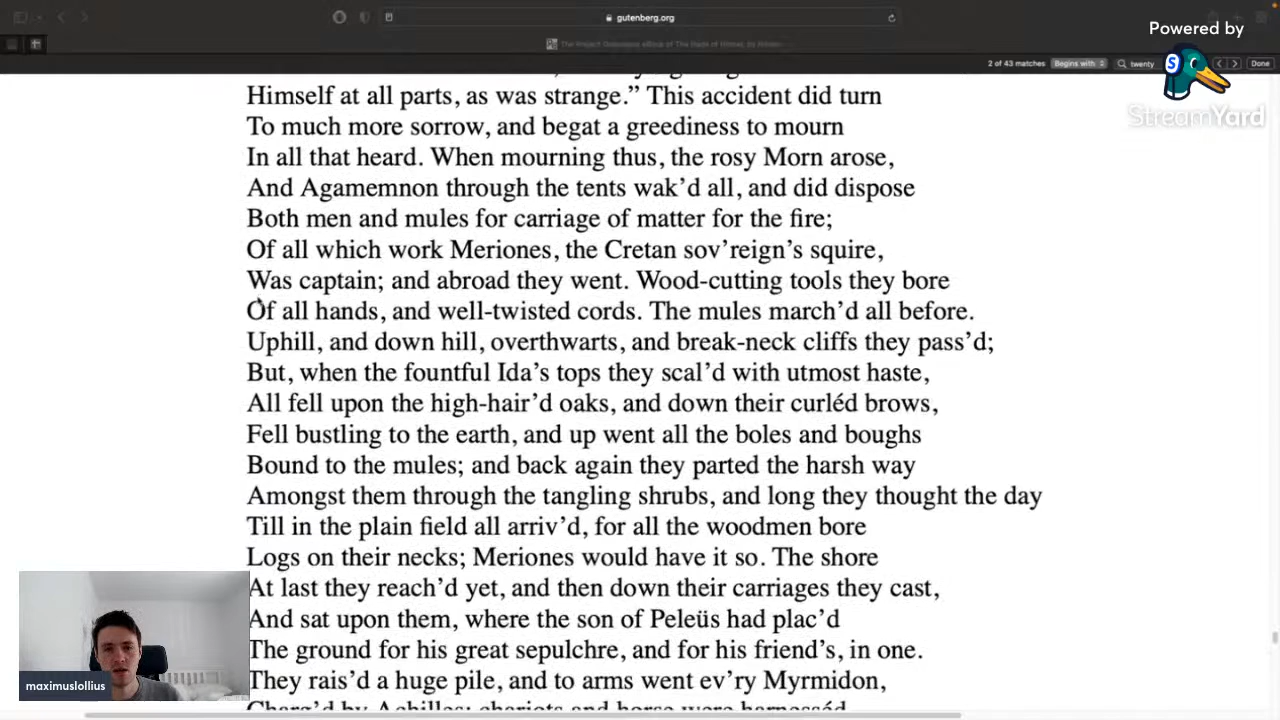 gutenberg.org
Powered by
StreamYard
2 of 43 matches Begins with twenty Done
Himself at all parts, as was strange.” This accident did turn
To much more sorrow, and begat a greediness to mourn
In all that heard. When mourning thus, the rosy Morn arose,
And Agamemnon through the tents wak’d all, and did dispose
Both men and mules for carriage of matter for the fire;
Of all which work Meriones, the Cretan sov’reign’s squire,
Was captain; and abroad they went. Wood-cutting tools they bore
Of all hands, and well-twisted cords. The mules march’d all before.
Uphill, and down hill, overthwarts, and break-neck cliffs they pass’d;
But, when the fountful Ida’s tops they scal’d with utmost haste,
All fell upon the high-hair’d oaks, and down their curléd brows,
Fell bustling to the earth, and up went all the boles and boughs
Bound to the mules; and back again they parted the harsh way
Amongst them through the tangling shrubs, and long they thought the day
Till in the plain field all arriv’d, for all the woodmen bore
Logs on their necks; Meriones would have it so. The shore
At last they reach’d yet, and then down their carriages they cast,
And sat upon them, where the son of Peleüs had plac’d
The ground for his great sepulchre, and for his friend’s, in one.
They rais’d a huge pile, and to arms went ev’ry Myrmidon,
Charg’d by Achilles; chariots and horse were harnesséd
maximuslollius